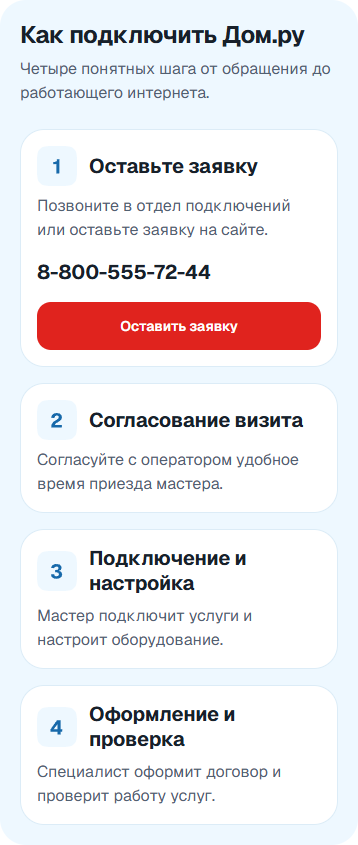 Как подключить Дом.ру
Четыре понятных шага от обращения до
работающего интернета.
1
Оставьте заявку
Позвоните в отдел подключений
или оставьте заявку на сайте.
8-800-555-72-44
Оставить заявку
2
Согласование визита
Согласуйте с оператором удобное
время приезда мастера.
3
Подключение и
настройка
Мастер подключит услуги и
настроит оборудование.
4
Оформление и
проверка
Специалист оформит договор и
проверит работу услуг.